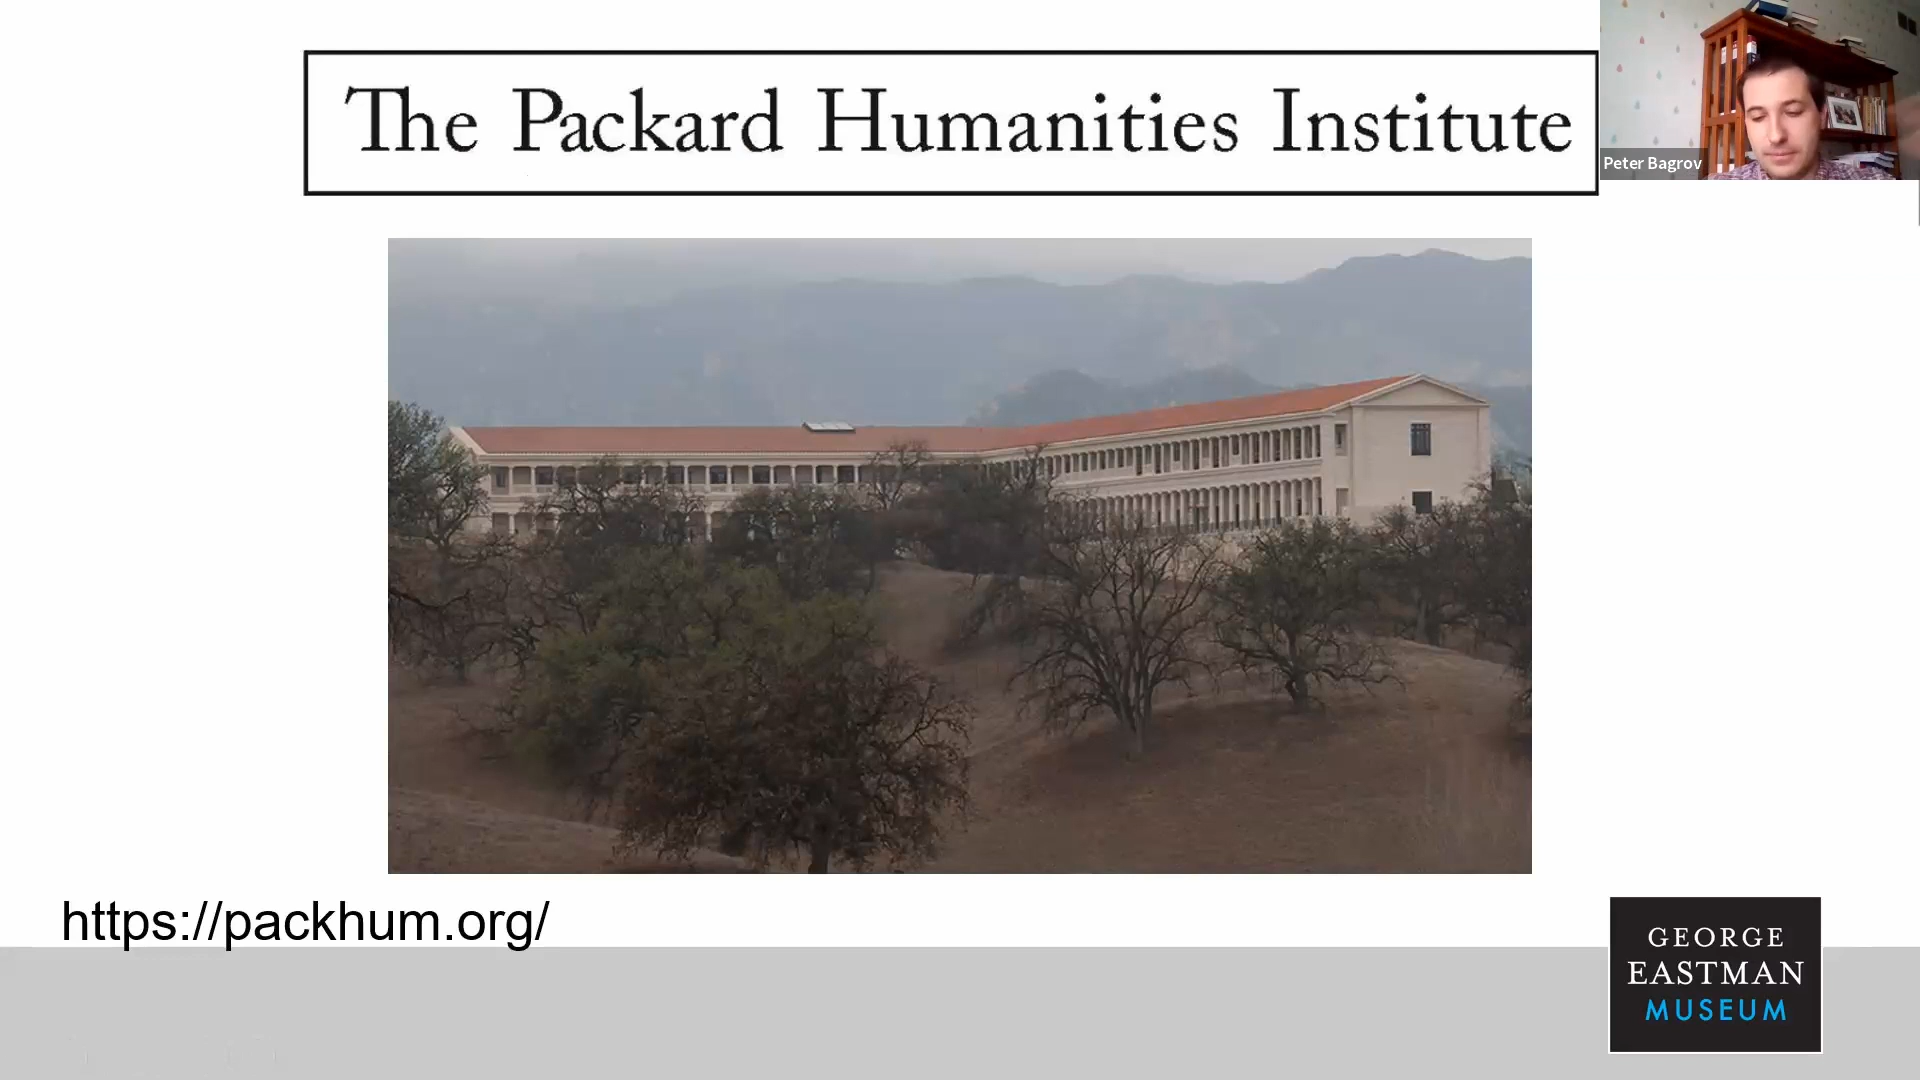 The Packard Humanities Institute
Peter Bagrov
https://packhum.org/
GEORGE
EASTMAN
MUSEUM